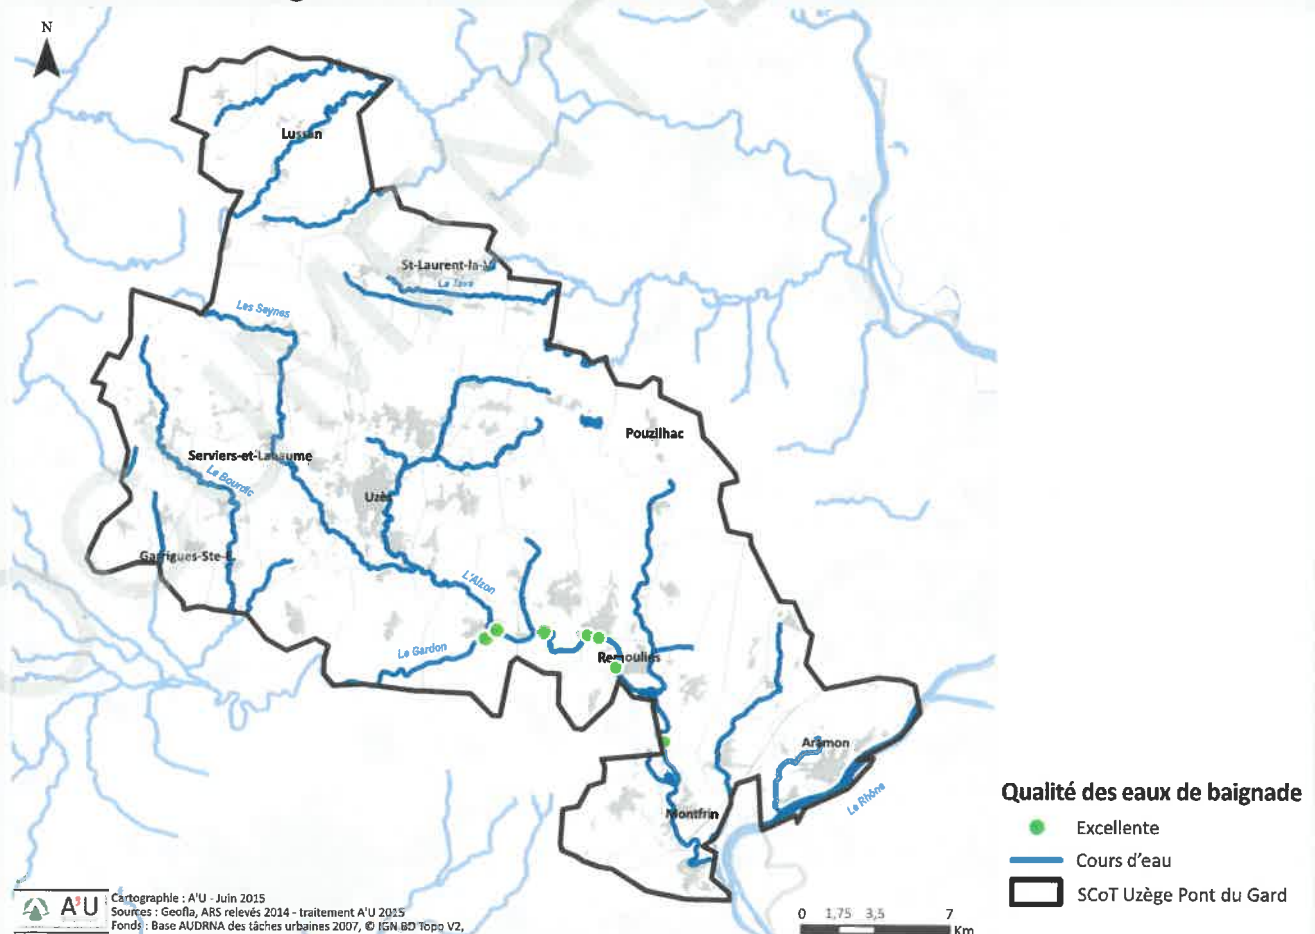 N
Lussan
St-Laurent-la-V
La Tave
Les Seynes
Pouzilhac
Serviers-et-Labaume
Le Bourdic
Uzès
Garrigues-Ste-E.
L'Alzon
Le Gardon
Remoulins
Aramon
Le Rhône
Montfrin
Qualité des eaux de baignade
Excellente
Cours d'eau
SCoT Uzège Pont du Gard
A'U
Cartographie : A'U - Juin 2015
Sources : Geofla, ARS relevés 2014 - traitement A'U 2015
Fonds : Base AUDRNA des tâches urbaines 2007, © IGN BD Topo V2,
0 1,75 3,5 7
Km